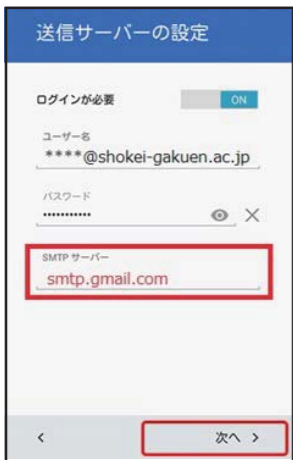 送信サーバーの設定
ログインが必要 ON
ユーザー名
****@shokei-gakuen.ac.jp
パスワード
•••••••••••
SMTP サーバー
smtp.gmail.com
< 次へ >